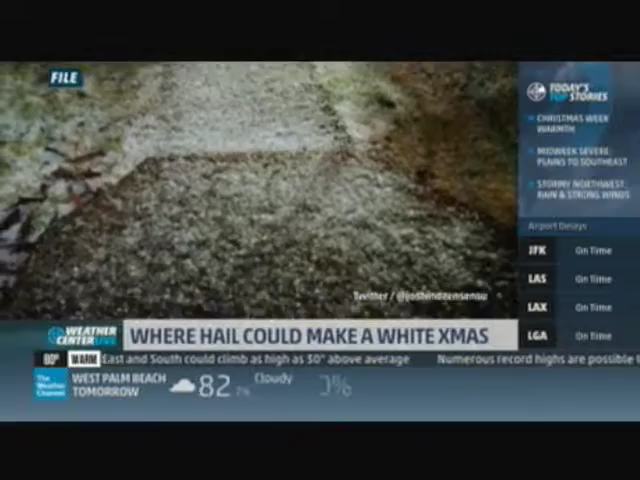 FILE
TODAY'S
TOP STORIES
CHRISTMAS WEEK
WARMTH
MIDWEEK SEVERE:
PLAINS TO SOUTHEAST
STORMY NORTHWEST:
RAIN & STRONG WINDS
Airport Delays
JFK On Time
LAS On Time
LAX On Time
LGA On Time
Twitter /
WEATHER
CENTER LIVE
WHERE HAIL COULD MAKE A WHITE XMAS
80° WARM East and South could climb as high as 30° above average Numerous record highs are possible
The
Weather
Channel
WEST PALM BEACH
TOMORROW
82 Cloudy